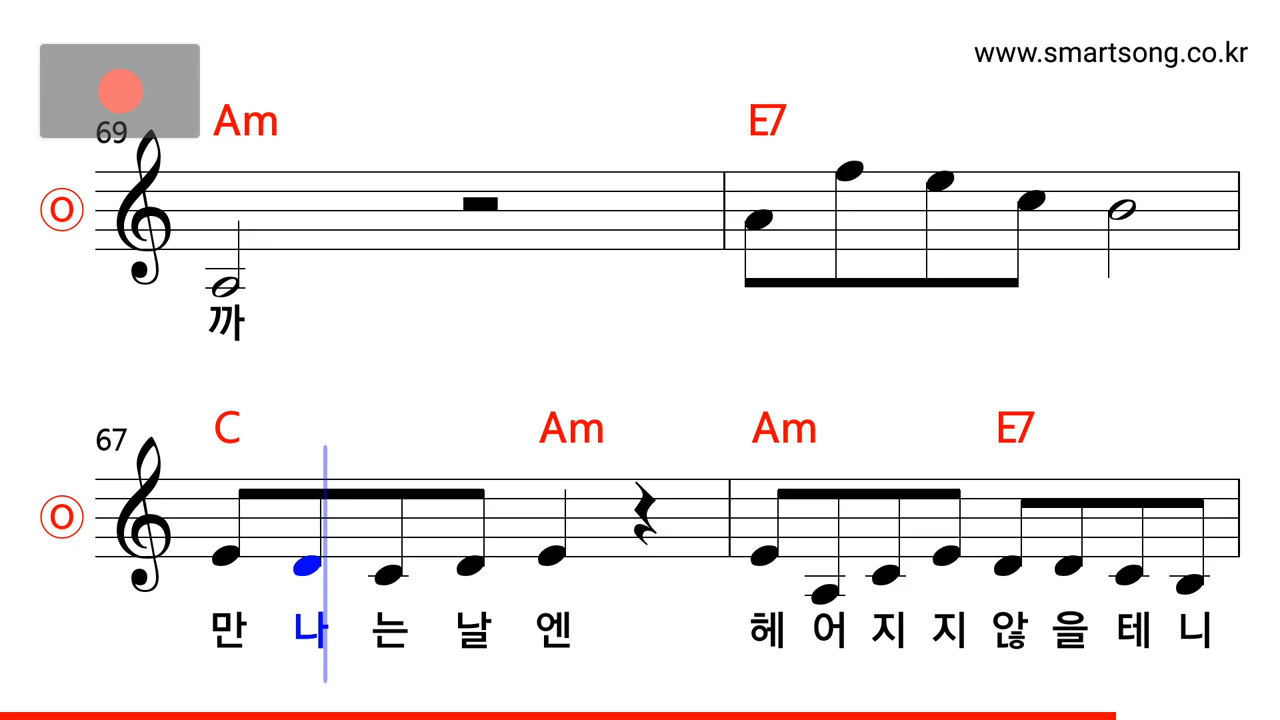 www.smartsong.co.kr
69 Am E7
O
까
67 C Am Am E7
O
만 나 는 날 엔 헤 어 지 지 않 을 테 니